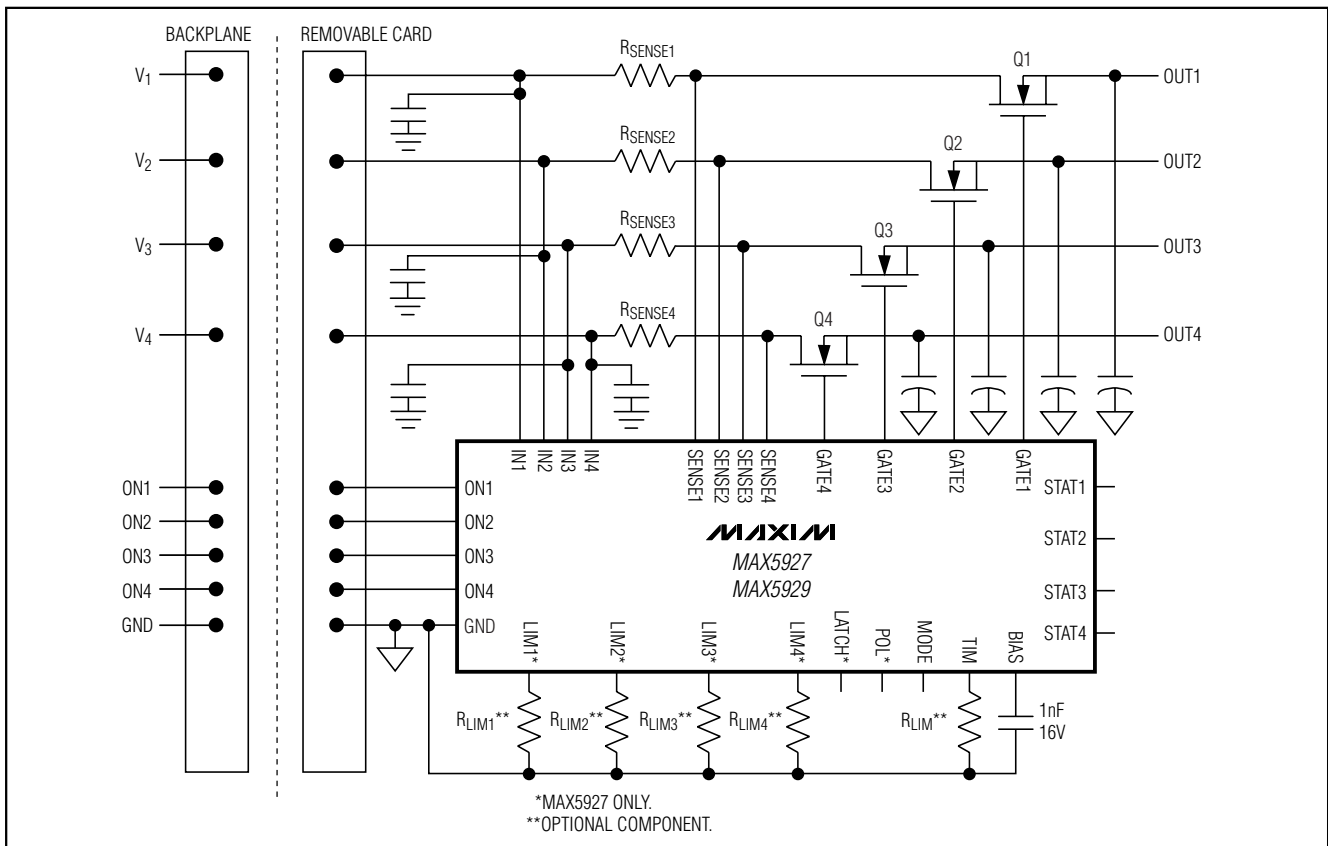 BACKPLANE
REMOVABLE CARD
V1
V2
V3
V4
RSENSE1
RSENSE2
RSENSE3
RSENSE4
Q1
Q2
Q3
Q4
OUT1
OUT2
OUT3
OUT4
IN1
IN2
IN3
IN4
SENSE1
SENSE2
SENSE3
SENSE4
GATE4
GATE3
GATE2
GATE1
ON1
ON2
ON3
ON4
GND
ON1
ON2
ON3
ON4
GND
MAXIM
MAX5927
MAX5929
STAT1
STAT2
STAT3
STAT4
LIM1*
LIM2*
LIM3*
LIM4*
LATCH*
POL*
MODE
TIM
BIAS
RLIM1**
RLIM2**
RLIM3**
RLIM4**
RLIM**
1nF
16V
*MAX5927 ONLY.
**OPTIONAL COMPONENT.